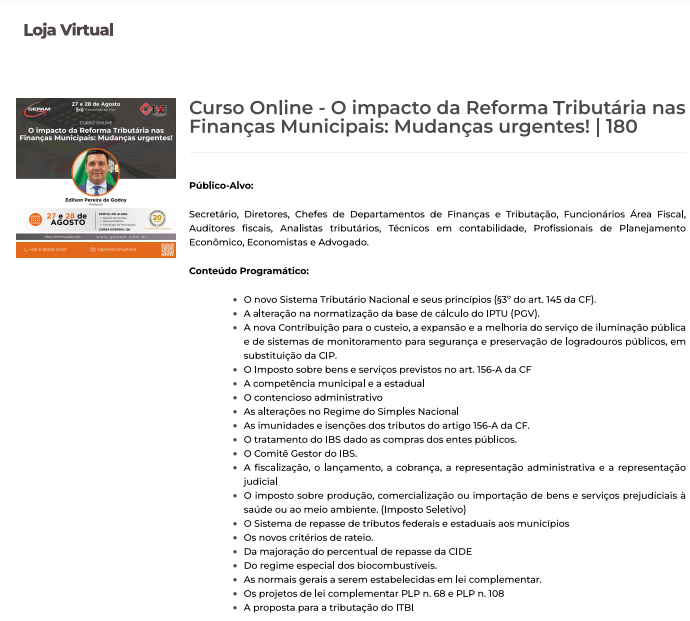 Loja Virtual
27 e 28 de Agosto
CEPAM
CURSO ONLINE
O impacto da Reforma Tributária nas
Finanças Municipais: Mudanças urgentes!
Edilson Pereira de Godoy
Professor
27 e 28 de
AGOSTO
20
Curso Online - O impacto da Reforma Tributária nas
Finanças Municipais: Mudanças urgentes! | 180
Público-Alvo:
Secretário, Diretores, Chefes de Departamentos de Finanças e Tributação, Funcionários Área Fiscal,
Auditores fiscais, Analistas tributários, Técnicos em contabilidade, Profissionais de Planejamento
Econômico, Economistas e Advogado.
Conteúdo Programático:
• O novo Sistema Tributário Nacional e seus princípios (§3º do art. 145 da CF).
• A alteração na normatização da base de cálculo do IPTU (PGV).
• A nova Contribuição para o custeio, a expansão e a melhoria do serviço de iluminação pública
e de sistemas de monitoramento para segurança e preservação de logradouros públicos, em
substituição da CIP.
• O Imposto sobre bens e serviços previstos no art. 156-A da CF
• A competência municipal e a estadual
• O contencioso administrativo
• As alterações no Regime do Simples Nacional
• As imunidades e isenções dos tributos do artigo 156-A da CF.
• O tratamento do IBS dado as compras dos entes públicos.
• O Comitê Gestor do IBS.
• A fiscalização, o lançamento, a cobrança, a representação administrativa e a representação
judicial
• O imposto sobre produção, comercialização ou importação de bens e serviços prejudiciais à
saúde ou ao meio ambiente. (Imposto Seletivo)
• O Sistema de repasse de tributos federais e estaduais aos municípios
• Os novos critérios de rateio.
• Da majoração do percentual de repasse da CIDE
• Do regime especial dos biocombustíveis.
• As normais gerais a serem estabelecidas em lei complementar.
• Os projetos de lei complementar PLP n. 68 e PLP n. 108
• A proposta para a tributação do ITBI